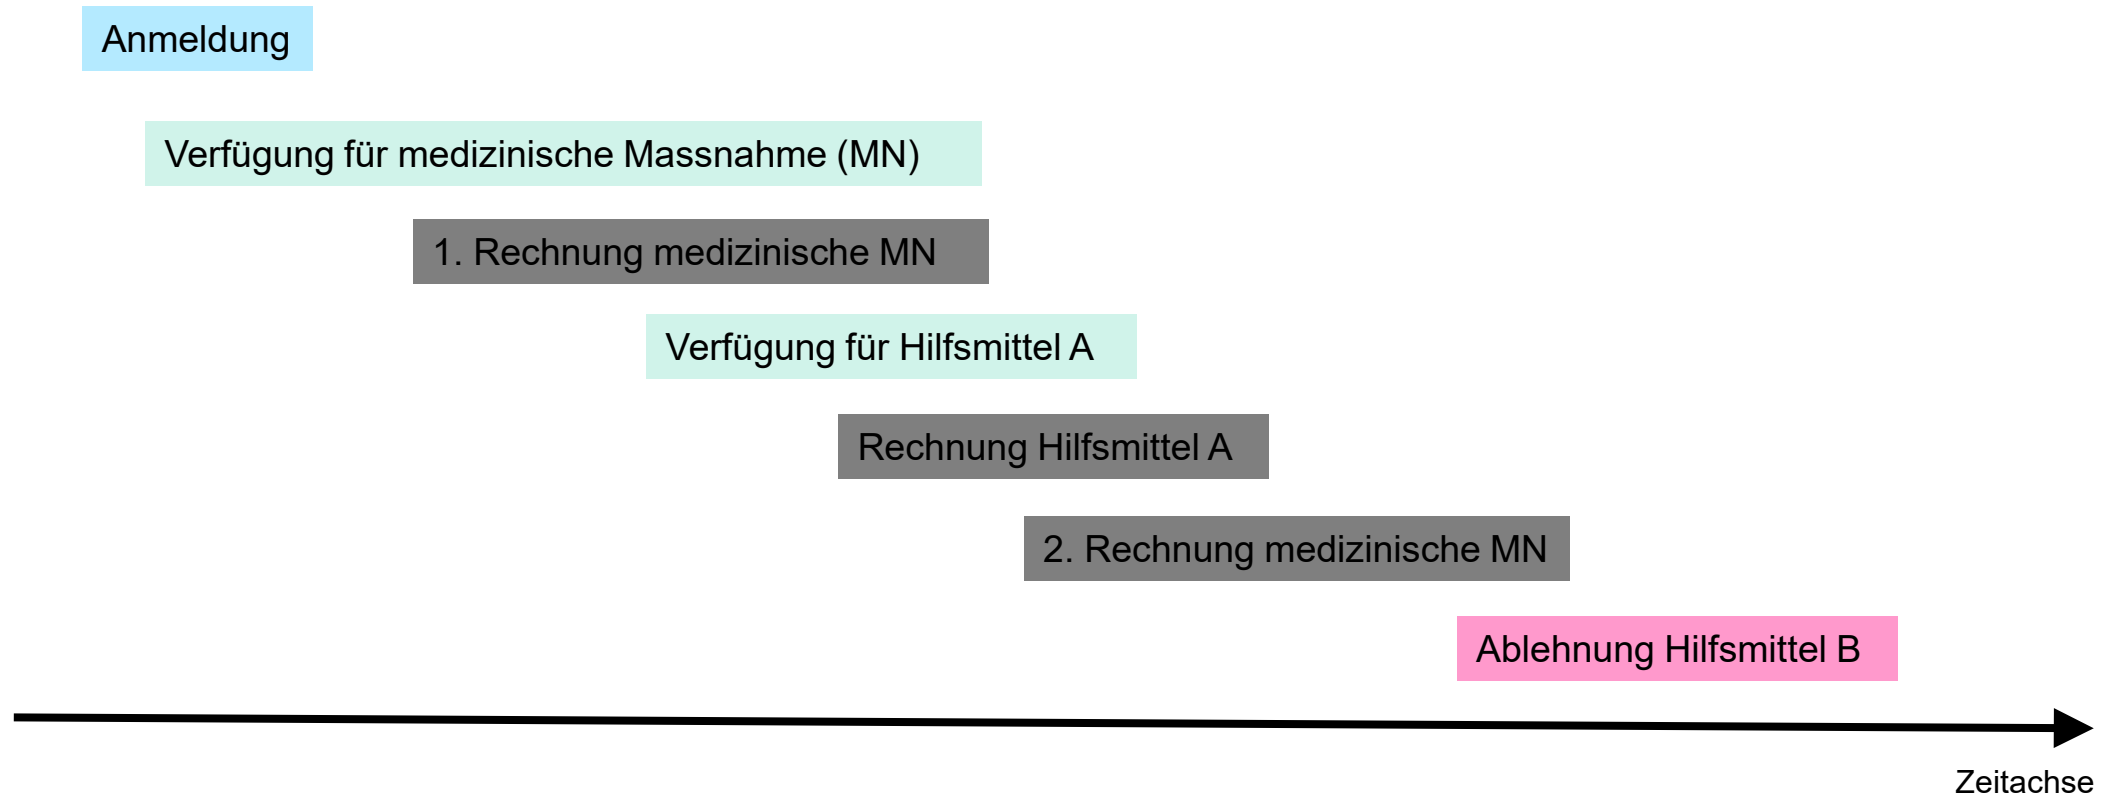 Anmeldung
Verfügung für medizinische Massnahme (MN)
1. Rechnung medizinische MN
Verfügung für Hilfsmittel A
Rechnung Hilfsmittel A
2. Rechnung medizinische MN
Ablehnung Hilfsmittel B
Zeitachse